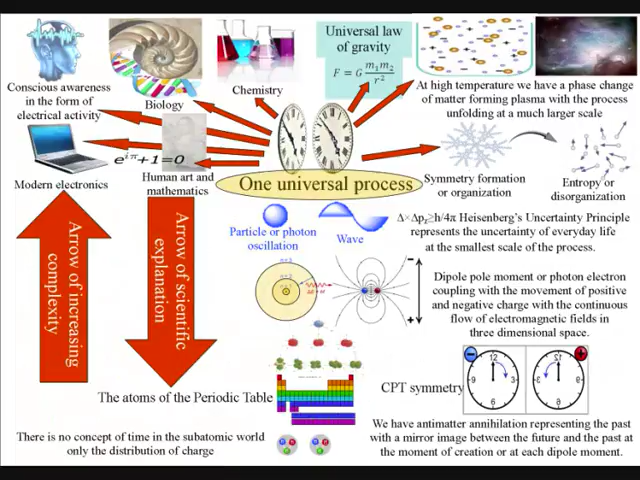 Universal law
of gravity
F = G m₁m₂/r²
Conscious awareness
in the form of
electrical activity
Biology
Chemistry
At high temperature we have a phase change
of matter forming plasma with the process
unfolding at a much larger scale
e^iπ+1=0
Modern electronics
Human art and
mathematics
One universal process
Symmetry formation
or organization
Entropy or
disorganization
Particle or photon
oscillation
Wave
Δ×Δpₓ≥h/4π Heisenberg's Uncertainty Principle
represents the uncertainty of everyday life
at the smallest scale of the process.
Arrow of increasing
complexity
Arrow of scientific
explanation
Dipole pole moment or photon electron
coupling with the movement of positive
and negative charge with the continuous
flow of electromagnetic fields in
three dimensional space.
CPT symmetry
The atoms of the Periodic Table
We have antimatter annihilation representing the past
with a mirror image between the future and the past at
the moment of creation or at each dipole moment.
There is no concept of time in the subatomic world
only the distribution of charge